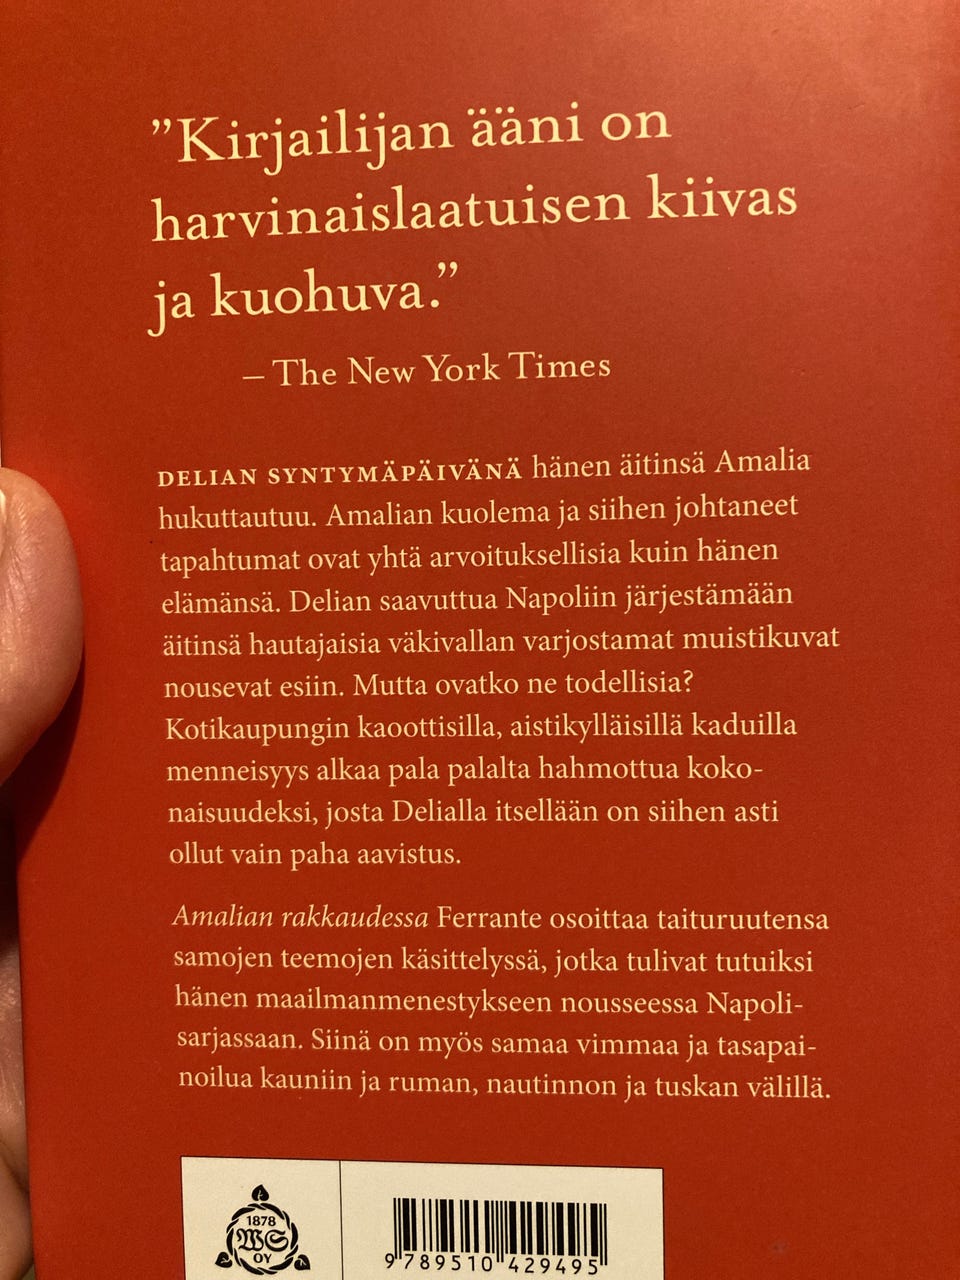 ”Kirjailijan ääni on
harvinaislaatuisen kiivas
ja kuohuva.”
– The New York Times
DELIAN SYNTYMÄPÄIVÄNÄ hänen äitinsä Amalia
hukuttautuu. Amalian kuolema ja siihen johtaneet
tapahtumat ovat yhtä arvoituksellisia kuin hänen
elämänsä. Delian saavuttua Napoliin järjestämään
äitinsä hautajaisia väkivallan varjostamat muistikuvat
nousevat esiin. Mutta ovatko ne todellisia?
Kotikaupungin kaoottisilla, aistikylläisillä kaduilla
menneisyys alkaa pala palalta hahmottua koko-
naisuudeksi, josta Delialla itsellään on siihen asti
ollut vain paha aavistus.
Amalian rakkaudessa Ferrante osoittaa taituruutensa
samojen teemojen käsittelyssä, jotka tulivat tutuiksi
hänen maailmanmenestykseen nousseessa Napoli-
sarjassaan. Siinä on myös samaa vimmaa ja tasapai-
noilua kauniin ja ruman, nautinnon ja tuskan välillä.
1878
WS
OY
9 789510 429495